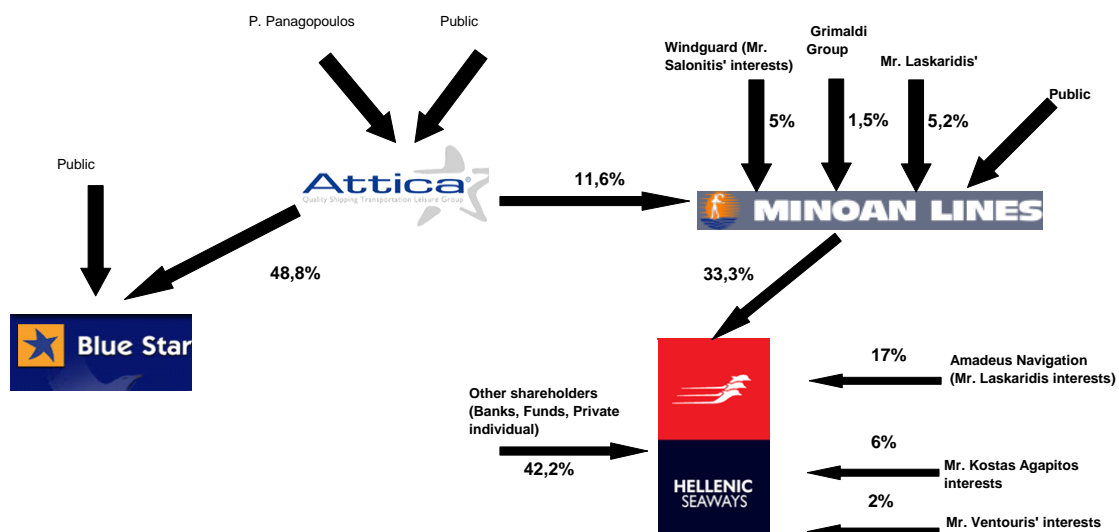 P. Panagopoulos
Public
Windguard (Mr.
Salonitis' interests)
Grimaldi
Group
Mr. Laskaridis'
Public
5%
1,5%
5,2%
Public
Attica®
Quality Shipping Transportation Leisure Group
11,6%
MINOAN LINES
48,8%
33,3%
Blue Star
17%
Amadeus Navigation
(Mr. Laskaridis interests)
Other shareholders
(Banks, Funds, Private
individual)
42,2%
6%
Mr. Kostas Agapitos
interests
HELLENIC
SEAWAYS
2%
Mr. Ventouris' interests